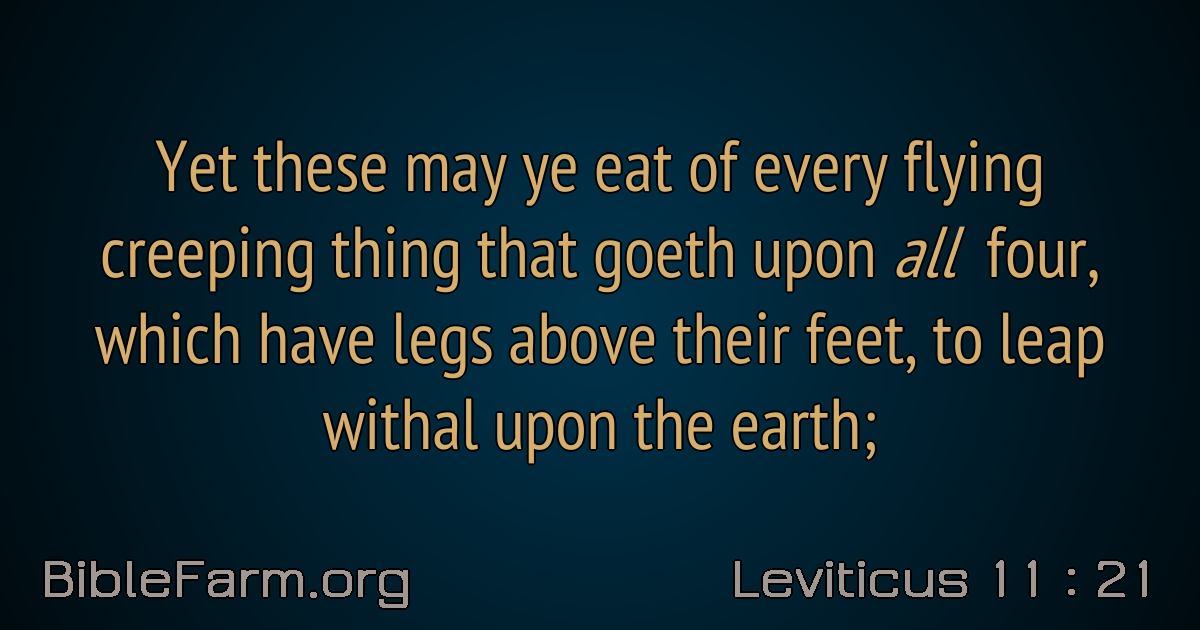 Yet these may ye eat of every flying
creeping thing that goeth upon all four,
which have legs above their feet, to leap
withal upon the earth;
BibleFarm.org
Leviticus 11 : 21